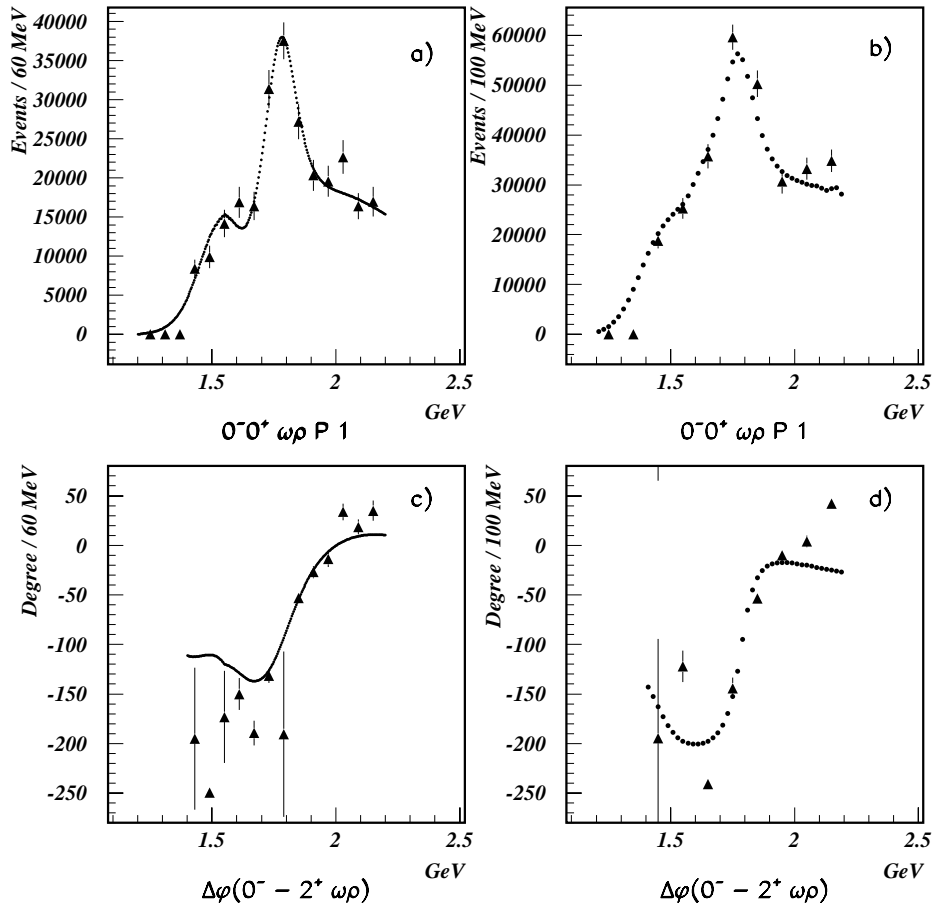 Events / 60 MeV
40000
35000
30000
25000
20000
15000
10000
5000
0
a)
1.5
2
2.5
GeV
0⁻0⁺ ωρ P 1
Events / 100 MeV
60000
50000
40000
30000
20000
10000
0
b)
1.5
2
2.5
GeV
0⁻0⁺ ωρ P 1
Degree / 60 MeV
50
0
-50
-100
-150
-200
-250
c)
1.5
2
2.5
GeV
Δφ(0⁻ − 2⁺ ωρ)
Degree / 100 MeV
50
0
-50
-100
-150
-200
-250
d)
1.5
2
2.5
GeV
Δφ(0⁻ − 2⁺ ωρ)